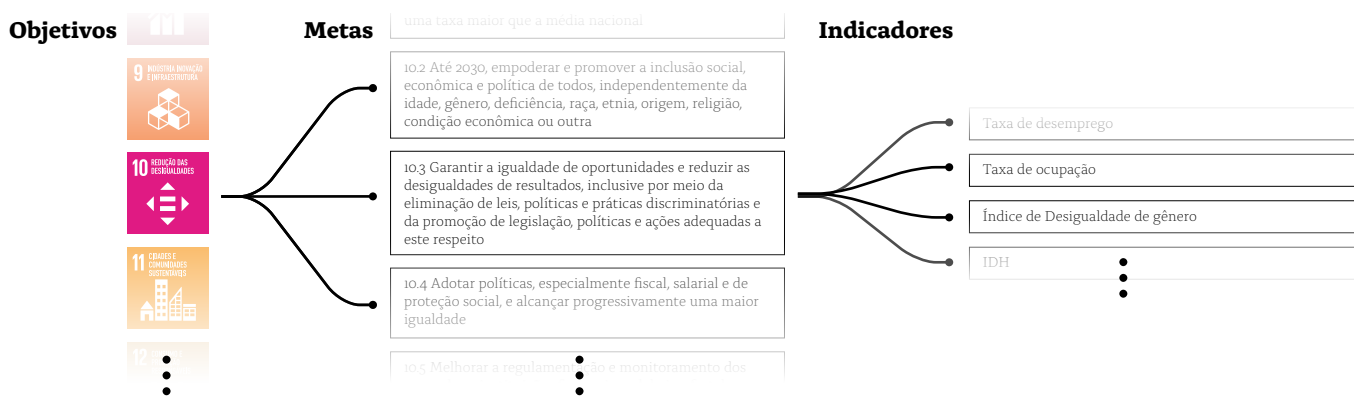 Objetivos
Metas
Indicadores
uma taxa maior que a média nacional
9 INDÚSTRIA INOVAÇÃO
E INFRAESTRUTURA
10.2 Até 2030, empoderar e promover a inclusão social,
econômica e política de todos, independentemente da
idade, gênero, deficiência, raça, etnia, origem, religião,
condição econômica ou outra
10 REDUÇÃO DAS
DESIGUALDADES
10.3 Garantir a igualdade de oportunidades e reduzir as
desigualdades de resultados, inclusive por meio da
eliminação de leis, políticas e práticas discriminatórias e
da promoção de legislação, políticas e ações adequadas a
este respeito
11 CIDADES E
COMUNIDADES
SUSTENTÁVEIS
10.4 Adotar políticas, especialmente fiscal, salarial e de
proteção social, e alcançar progressivamente uma maior
igualdade
12
10.5 Melhorar a regulamentação e monitoramento dos
Taxa de desemprego
Taxa de ocupação
Índice de Desigualdade de gênero
IDH